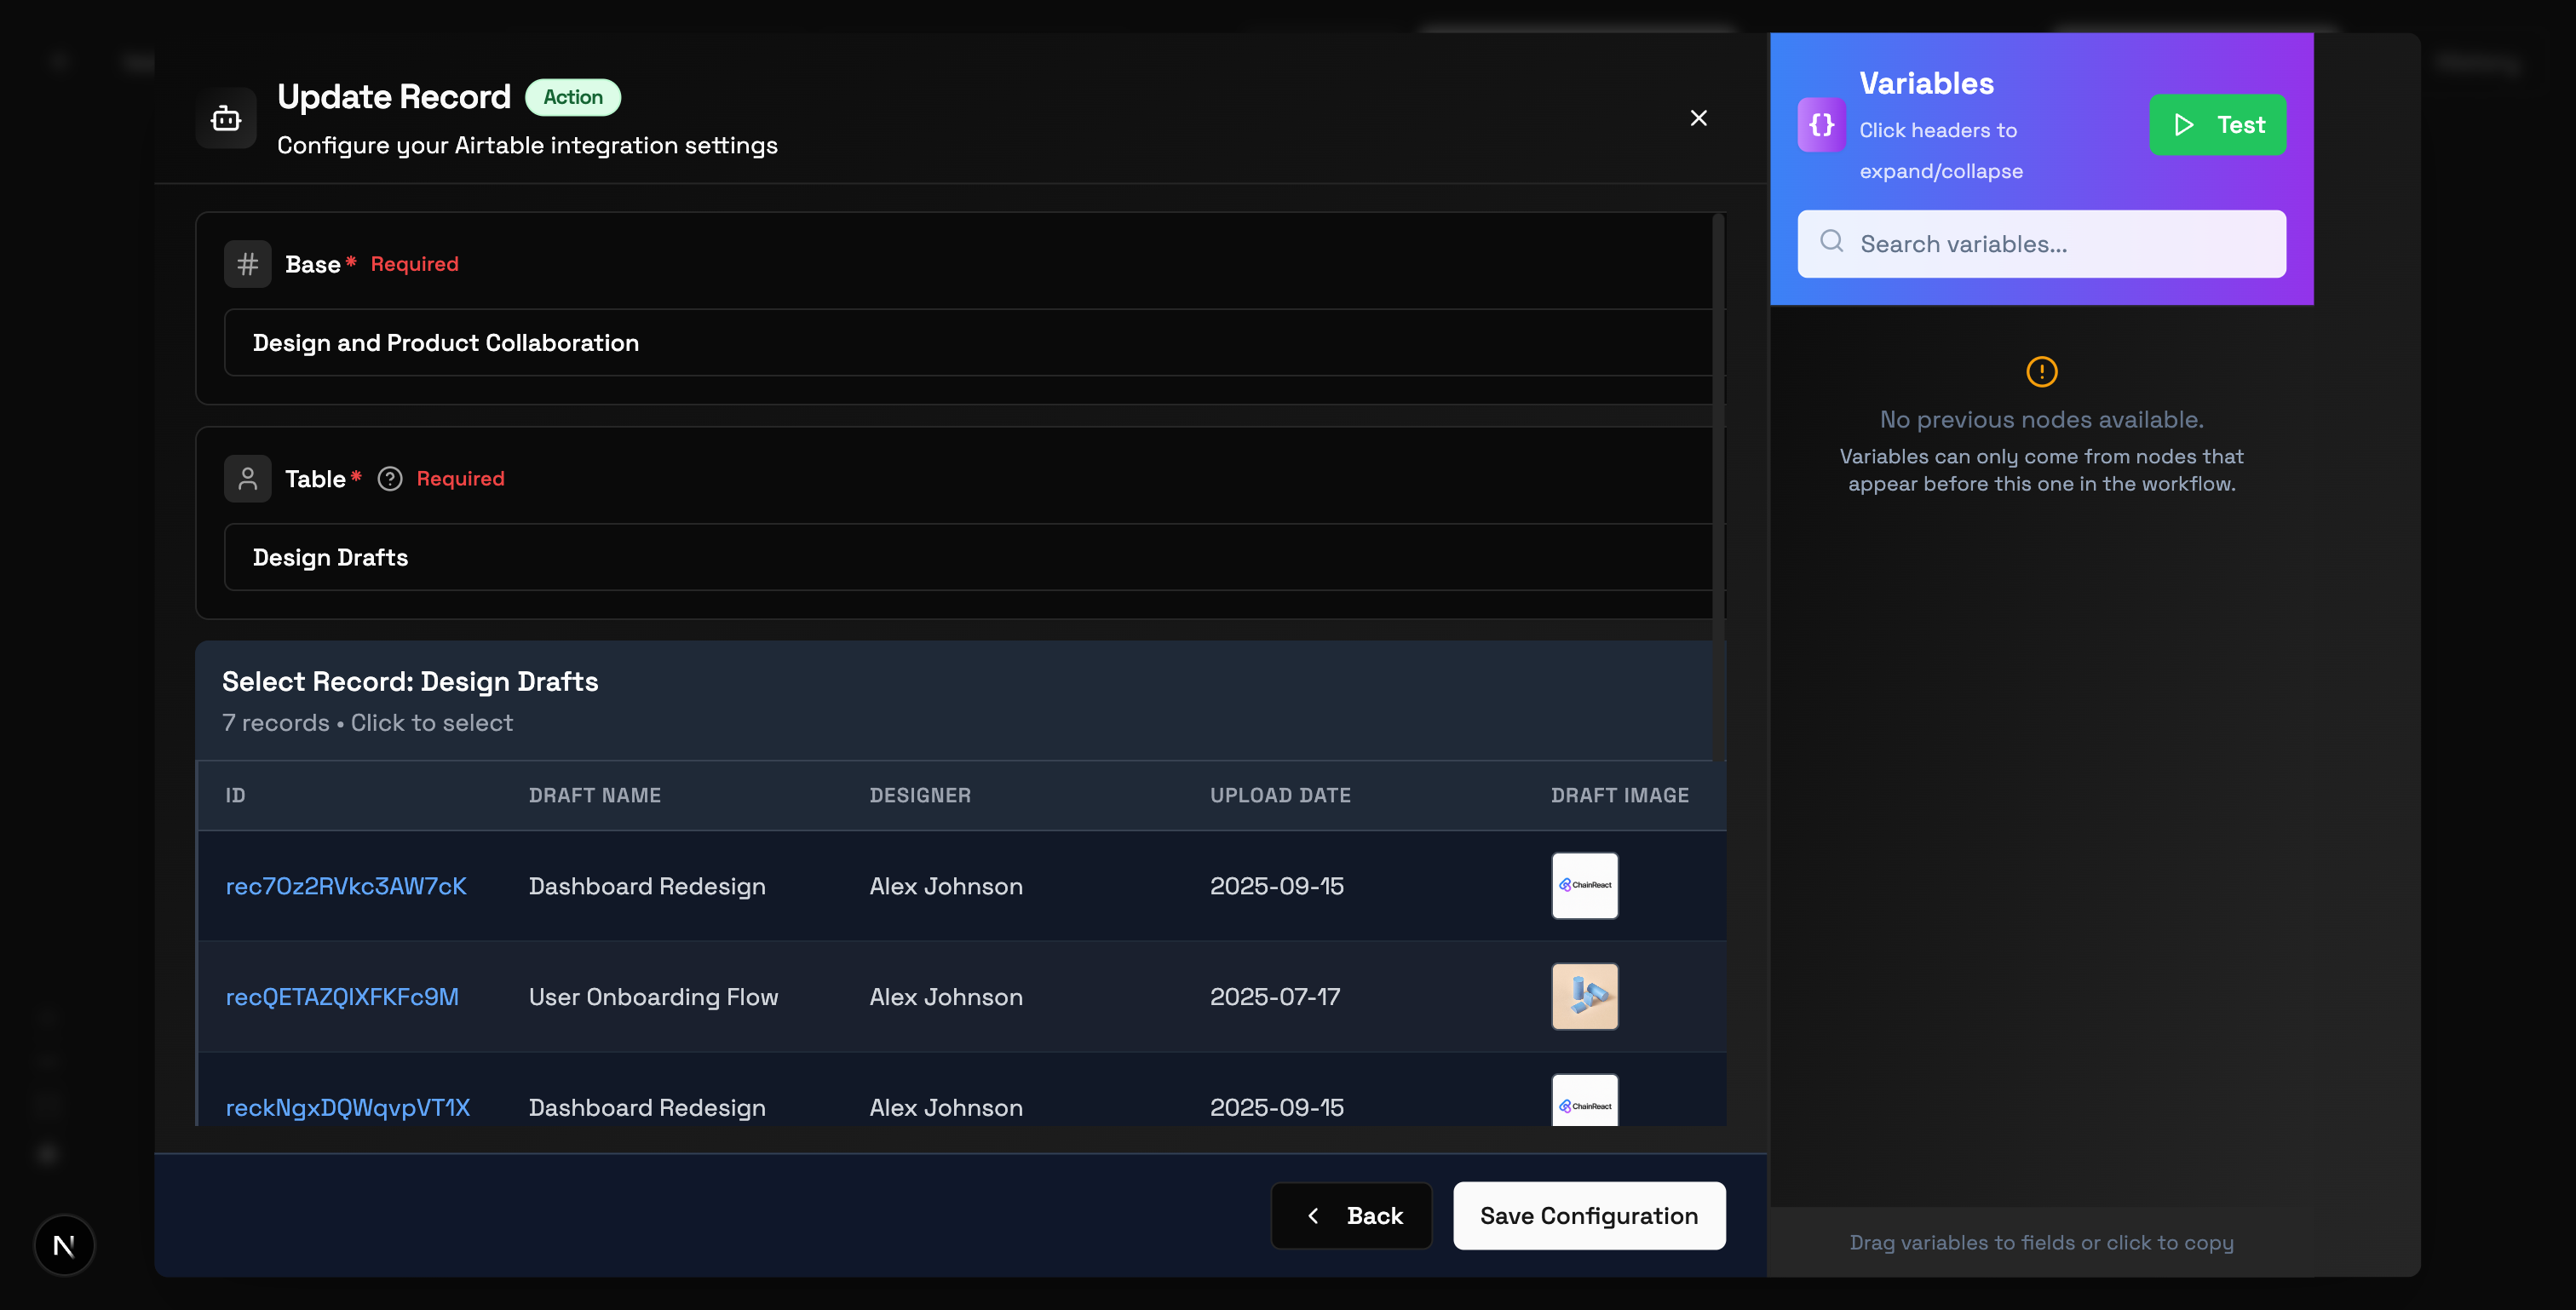 Update Record
Action
Configure your Airtable integration settings
Base* Required
Design and Product Collaboration
Table* Required
Design Drafts
Select Record: Design Drafts
7 records • Click to select
ID DRAFT NAME DESIGNER UPLOAD DATE DRAFT IMAGE
rec7Oz2RVkc3AW7cK Dashboard Redesign Alex Johnson 2025-09-15 ChainReact
recQETAZQIXFKFc9M User Onboarding Flow Alex Johnson 2025-07-17
reckNgxDQWqvpVT1X Dashboard Redesign Alex Johnson 2025-09-15 ChainReact
Back
Save Configuration
N
{} Variables
Click headers to
expand/collapse
Test
Search variables...
No previous nodes available.
Variables can only come from nodes that
appear before this one in the workflow.
Drag variables to fields or click to copy